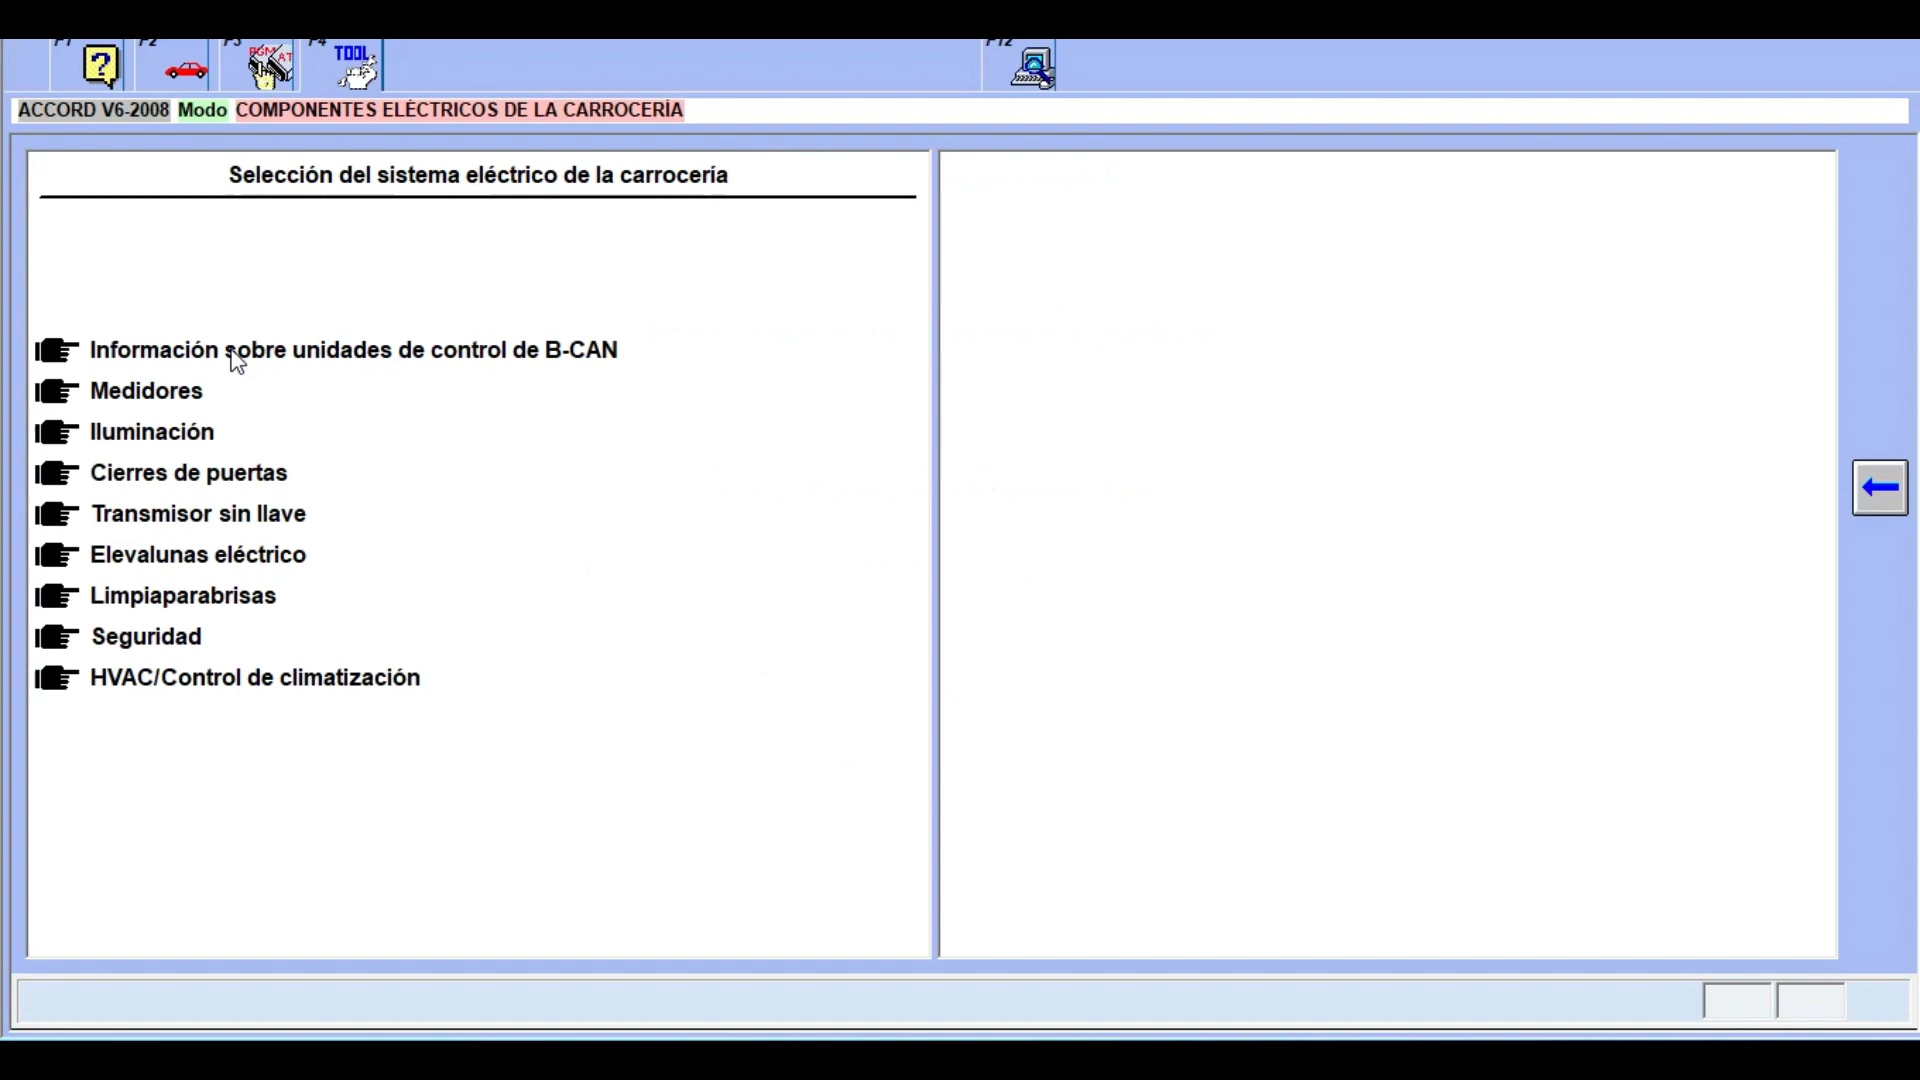 F1 F2 F3 F4 F12
PGM AT TOOL
ACCORD V6-2008 Modo COMPONENTES ELÉCTRICOS DE LA CARROCERÍA
Selección del sistema eléctrico de la carrocería
Información sobre unidades de control de B-CAN
Medidores
Iluminación
Cierres de puertas
Transmisor sin llave
Elevalunas eléctrico
Limpiaparabrisas
Seguridad
HVAC/Control de climatización